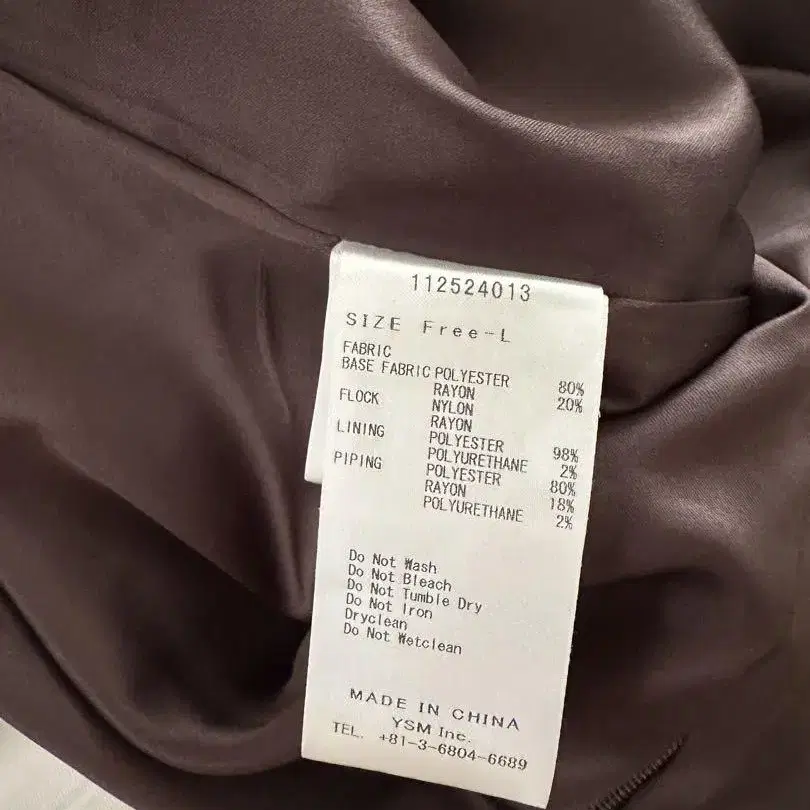 112524013
SIZE Free-L
FABRIC
BASE FABRIC POLYESTER 80%
RAYON 20%
FLOCK NYLON
RAYON
LINING POLYESTER 98%
POLYURETHANE 2%
PIPING POLYESTER 80%
RAYON 18%
POLYURETHANE 2%
Do Not Wash
Do Not Bleach
Do Not Tumble Dry
Do Not Iron
Dryclean
Do Not Wetclean
MADE IN CHINA
YSM Inc.
TEL. +81-3-6804-6689